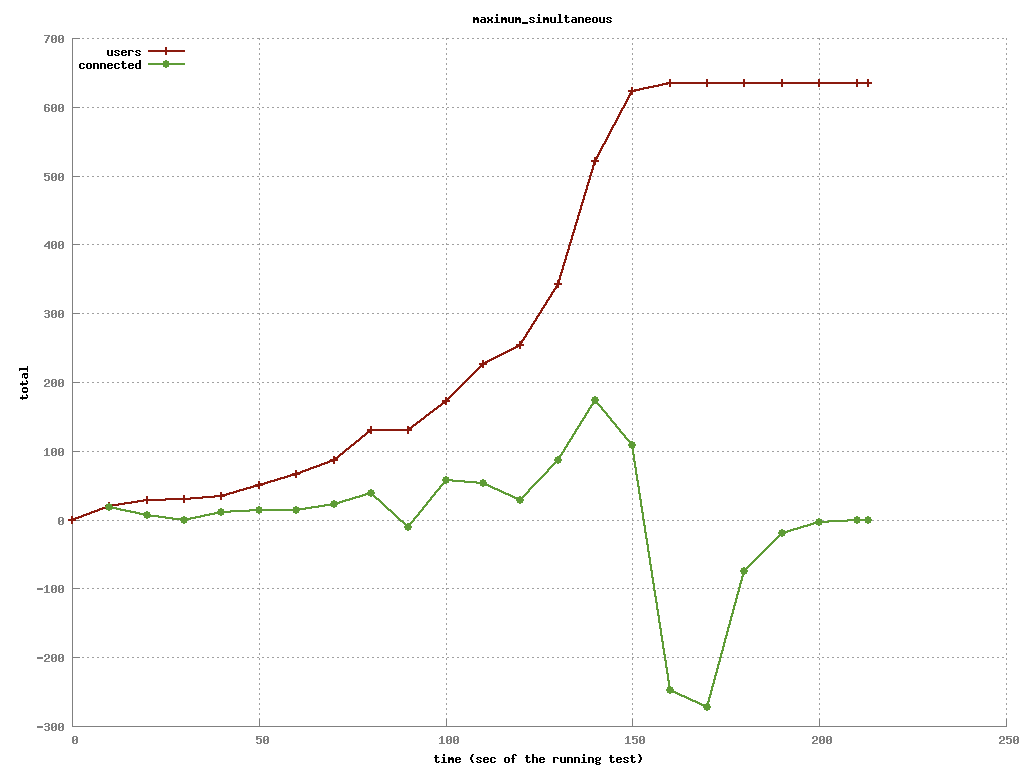 maximum_simultaneous
700
users
connected
600
500
400
300
200
total
100
0
-100
-200
-300
0 50 100 150 200 250
time (sec of the running test)